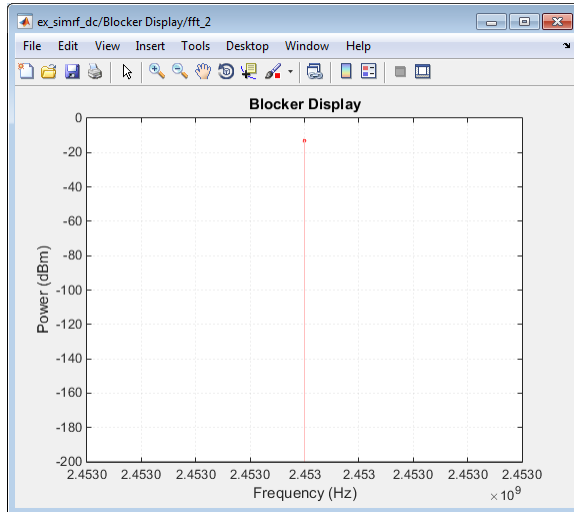 ex_simrf_dc/Blocker Display/fft_2
File Edit View Insert Tools Desktop Window Help
Blocker Display
0
-20
-40
-60
-80
-100
-120
-140
-160
-180
-200
Power (dBm)
2.4530 2.4530 2.4530 2.4530 2.453 2.4530 2.4530 2.4530 2.4530
Frequency (Hz)
×10⁹